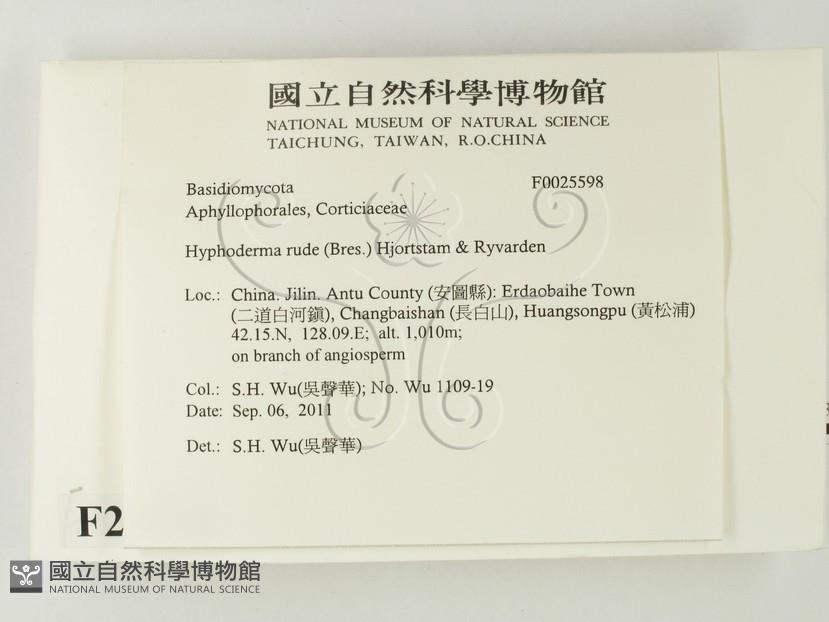 國立自然科學博物館
NATIONAL MUSEUM OF NATURAL SCIENCE
TAICHUNG, TAIWAN, R.O.CHINA
Basidiomycota F0025598
Aphyllophorales, Corticiaceae
Hyphoderma rude (Bres.) Hjortstam & Ryvarden
Loc.: China. Jilin. Antu County (安圖縣): Erdaobaihe Town
(二道白河鎭), Changbaishan (長白山), Huangsongpu (黃松浦)
42.15.N, 128.09.E; alt. 1,010m;
on branch of angiosperm
Col.: S.H. Wu(吳聲華); No. Wu 1109-19
Date: Sep. 06, 2011
Det.: S.H. Wu(吳聲華)
F2
國立自然科學博物館
NATIONAL MUSEUM OF NATURAL SCIENCE